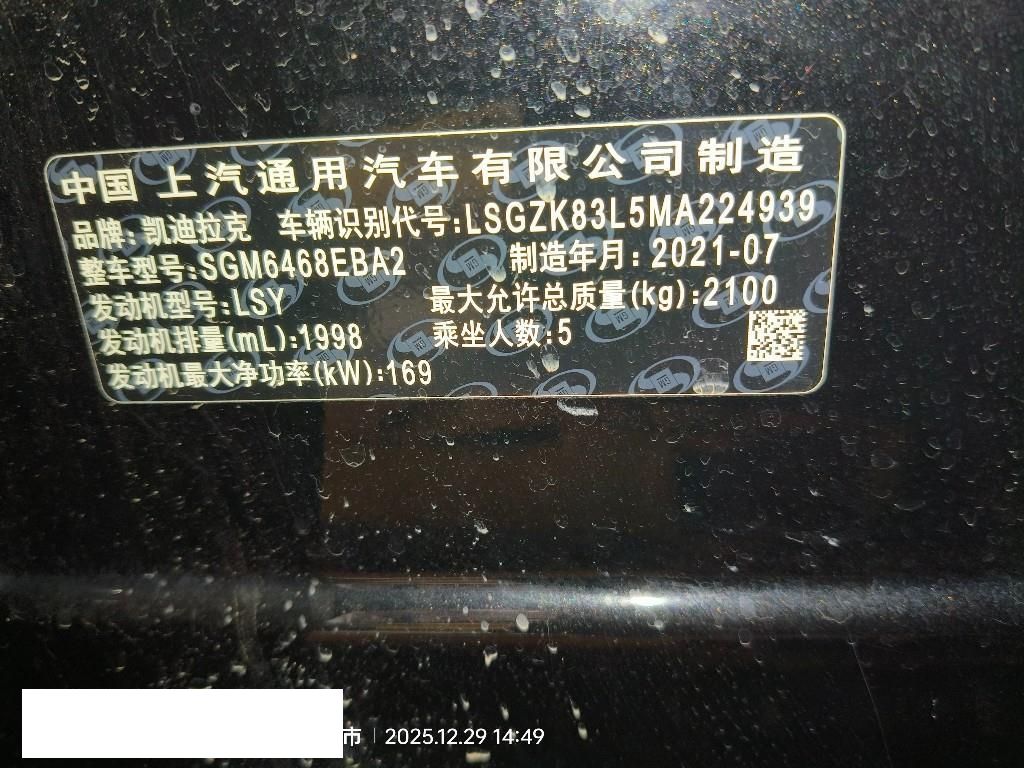 中国 上汽通用汽车有限公司制造
品牌:凯迪拉克 车辆识别代号:LSGZK83L5MA224939
整车型号:SGM6468EBA2 制造年月:2021-07
发动机型号:LSY 最大允许总质量(kg):2100
发动机排量(mL):1998 乘坐人数:5
发动机最大净功率(kW):169
市 2025.12.29 14:49